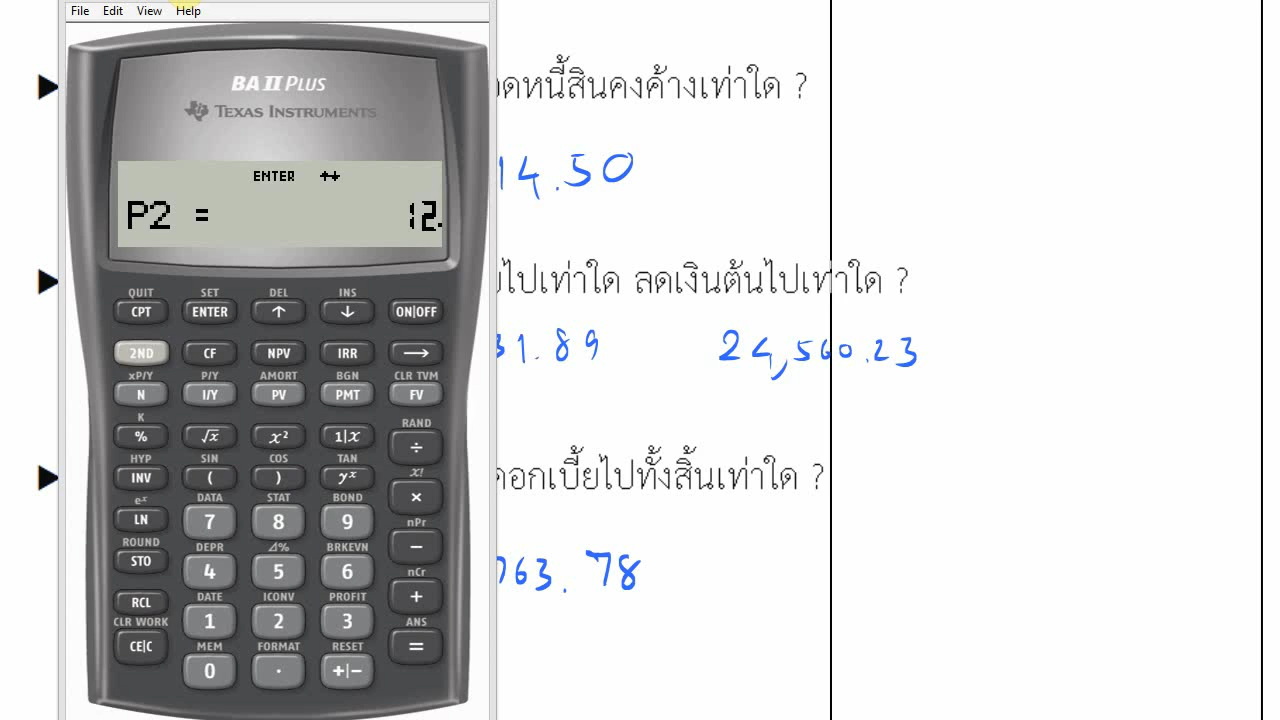 File Edit View Help
BA II PLUS
TEXAS INSTRUMENTS
ENTER ↑↓
P2 = 12.
QUIT SET DEL INS
CPT ENTER ↑ ↓ ON|OFF
2ND CF NPV IRR →
xP/Y P/Y AMORT BGN CLR TVM
N I/Y PV PMT FV
K RAND
% √x x² 1|x ÷
HYP SIN COS TAN x!
INV ( ) yˣ ×
eˣ DATA STAT BOND nPr
LN 7 8 9 −
ROUND DEPR Δ% BRKEVN nCr
STO 4 5 6 +
DATE ICONV PROFIT ANS
RCL 1 2 3 =
CLR WORK MEM FORMAT RESET
CE|C 0 . +|−
หนี้สินคงค้างเท่าใด ?
14.50
ไปเท่าใด ลดเงินต้นไปเท่าใด ?
31.89 24,560.23
ดอกเบี้ยไปทั้งสิ้นเท่าใด ?
763.78